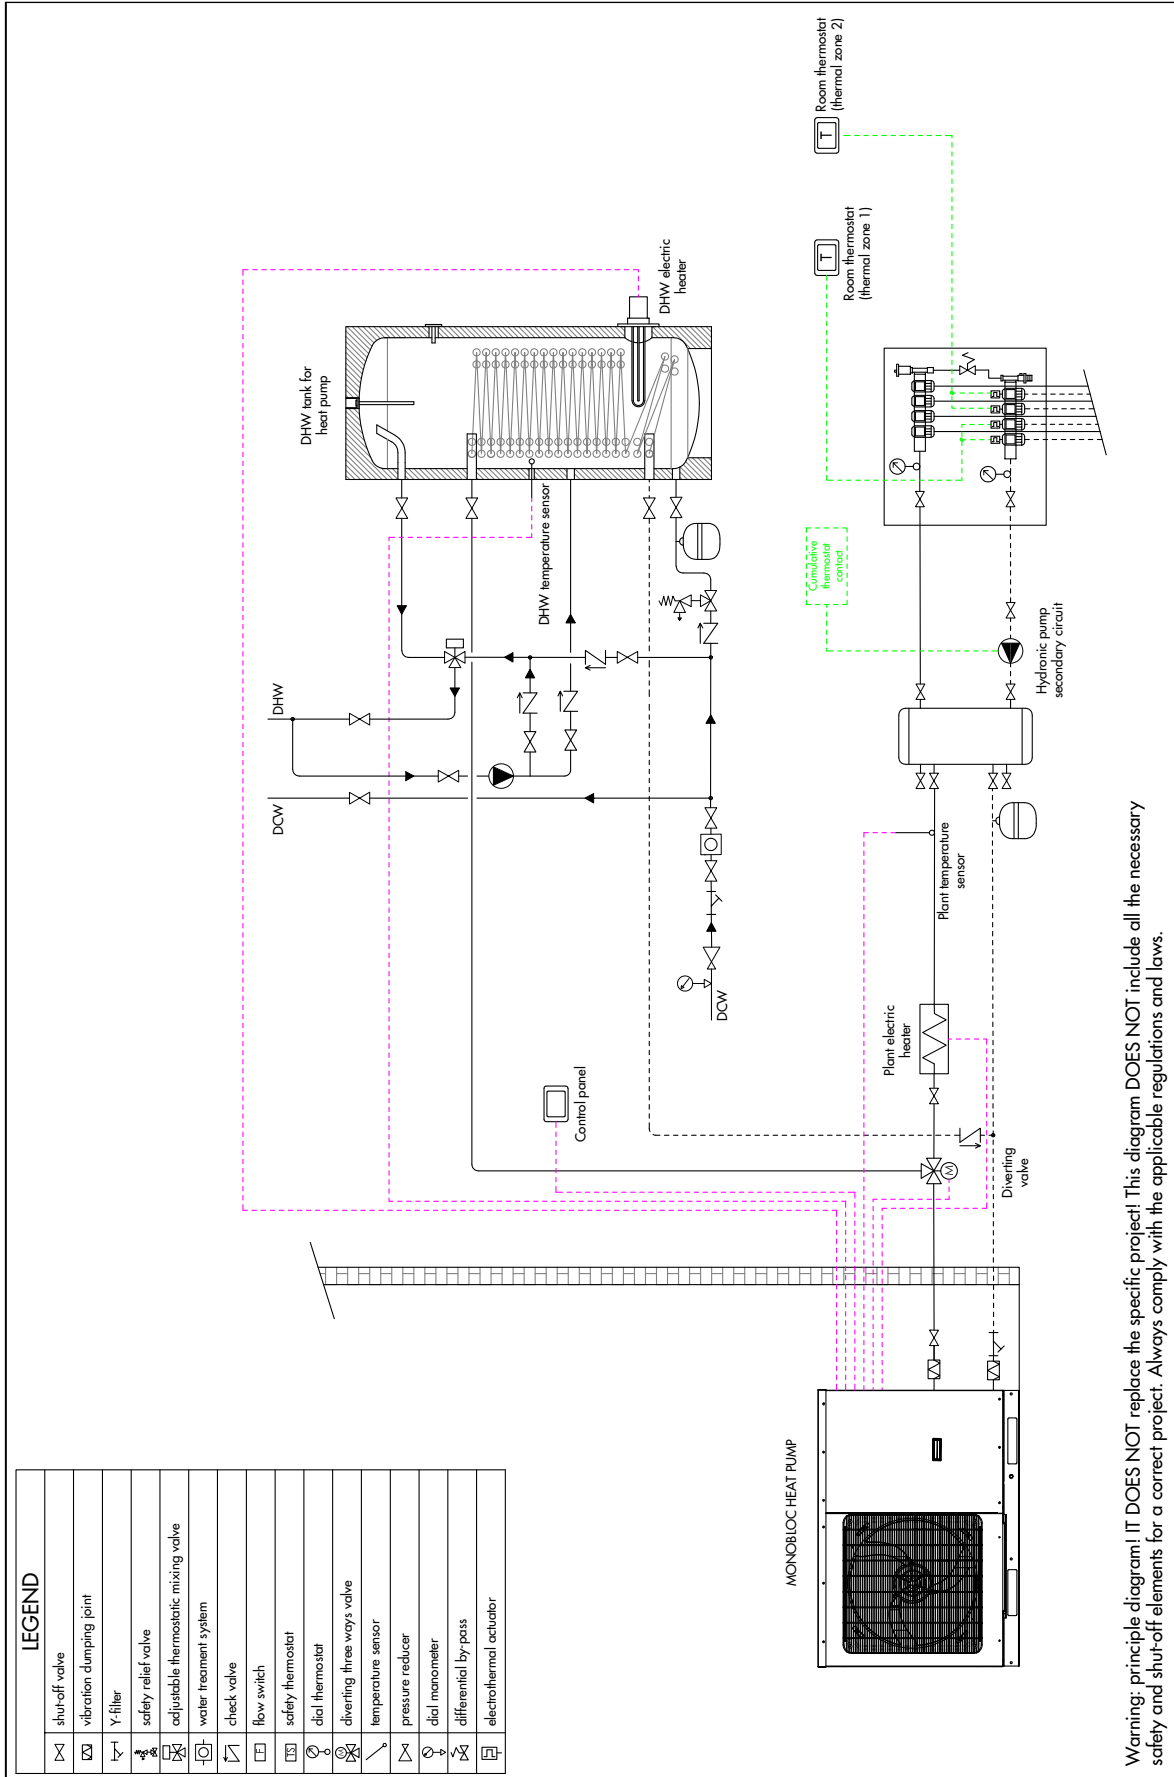 LEGEND
shut-off valve
vibration dumping joint
Y-filter
safety relief valve
adjustable thermostatic mixing valve
water treament system
check valve
F
flow switch
TS
safety thermostat
dial thermostat
M
diverting three ways valve
temperature sensor
pressure reducer
dial manometer
differential by-pass
electrothermal actuator
MONOBLOC HEAT PUMP
Control panel
M
Diverting
valve
Plant electric
heater
Plant temperature
sensor
DCW
DCW
DHW
DHW temperature sensor
DHW tank for
heat pump
DHW electric
heater
Hydronic pump
secondary circuit
Cumulative
thermostat
contact
T
Room thermostat
(thermal zone 1)
T
Room thermostat
(thermal zone 2)
Warning: principle diagram! IT DOES NOT replace the specific project! This diagram DOES NOT include all the necessary
safety and shut-off elements for a correct project. Always comply with the applicable regulations and laws.